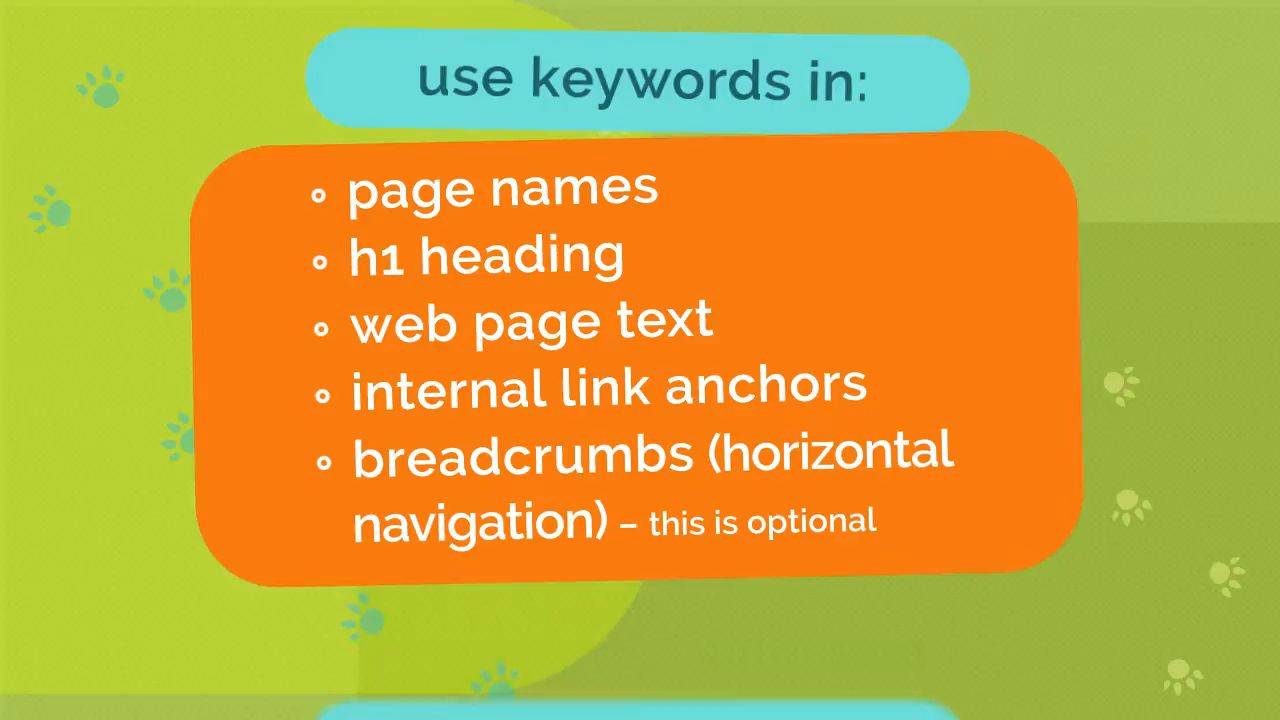 use keywords in:
page names
h1 heading
web page text
internal link anchors
breadcrumbs (horizontal
navigation) – this is optional